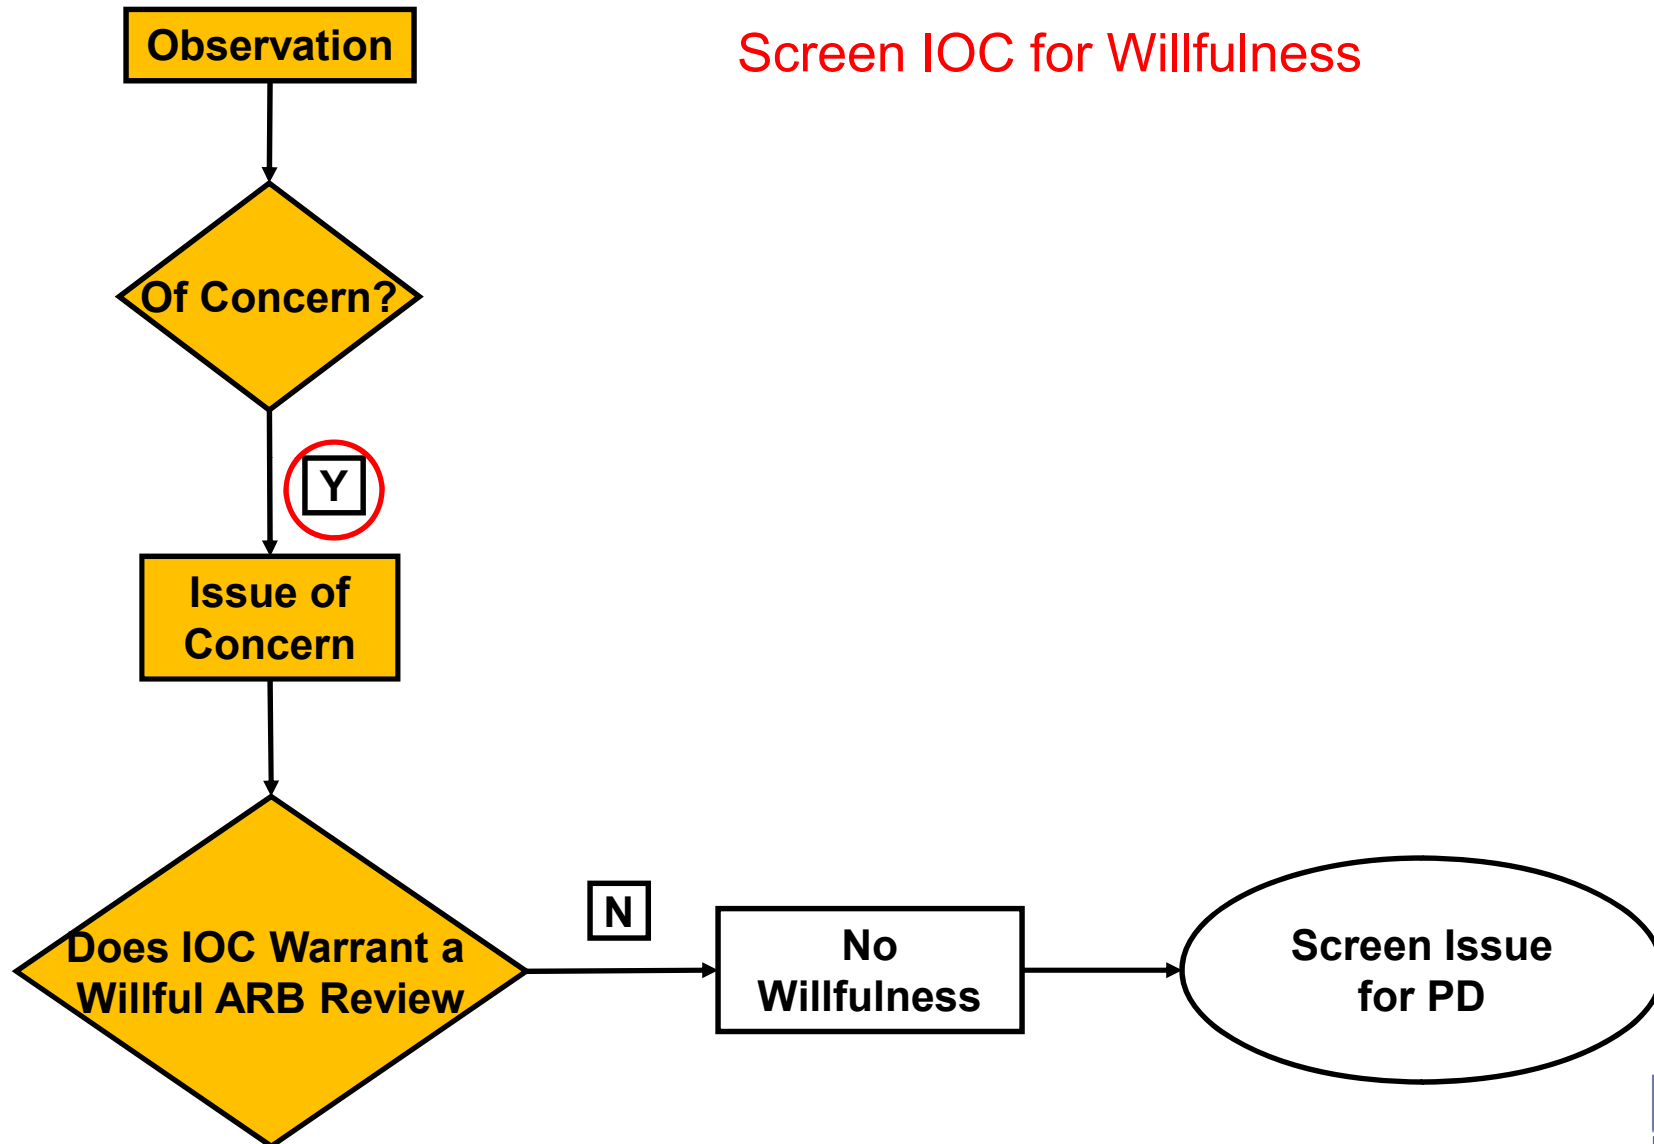 Observation
Screen IOC for Willfulness
Of Concern?
Y
Issue of
Concern
Does IOC Warrant a
Willful ARB Review
N
No
Willfulness
Screen Issue
for PD